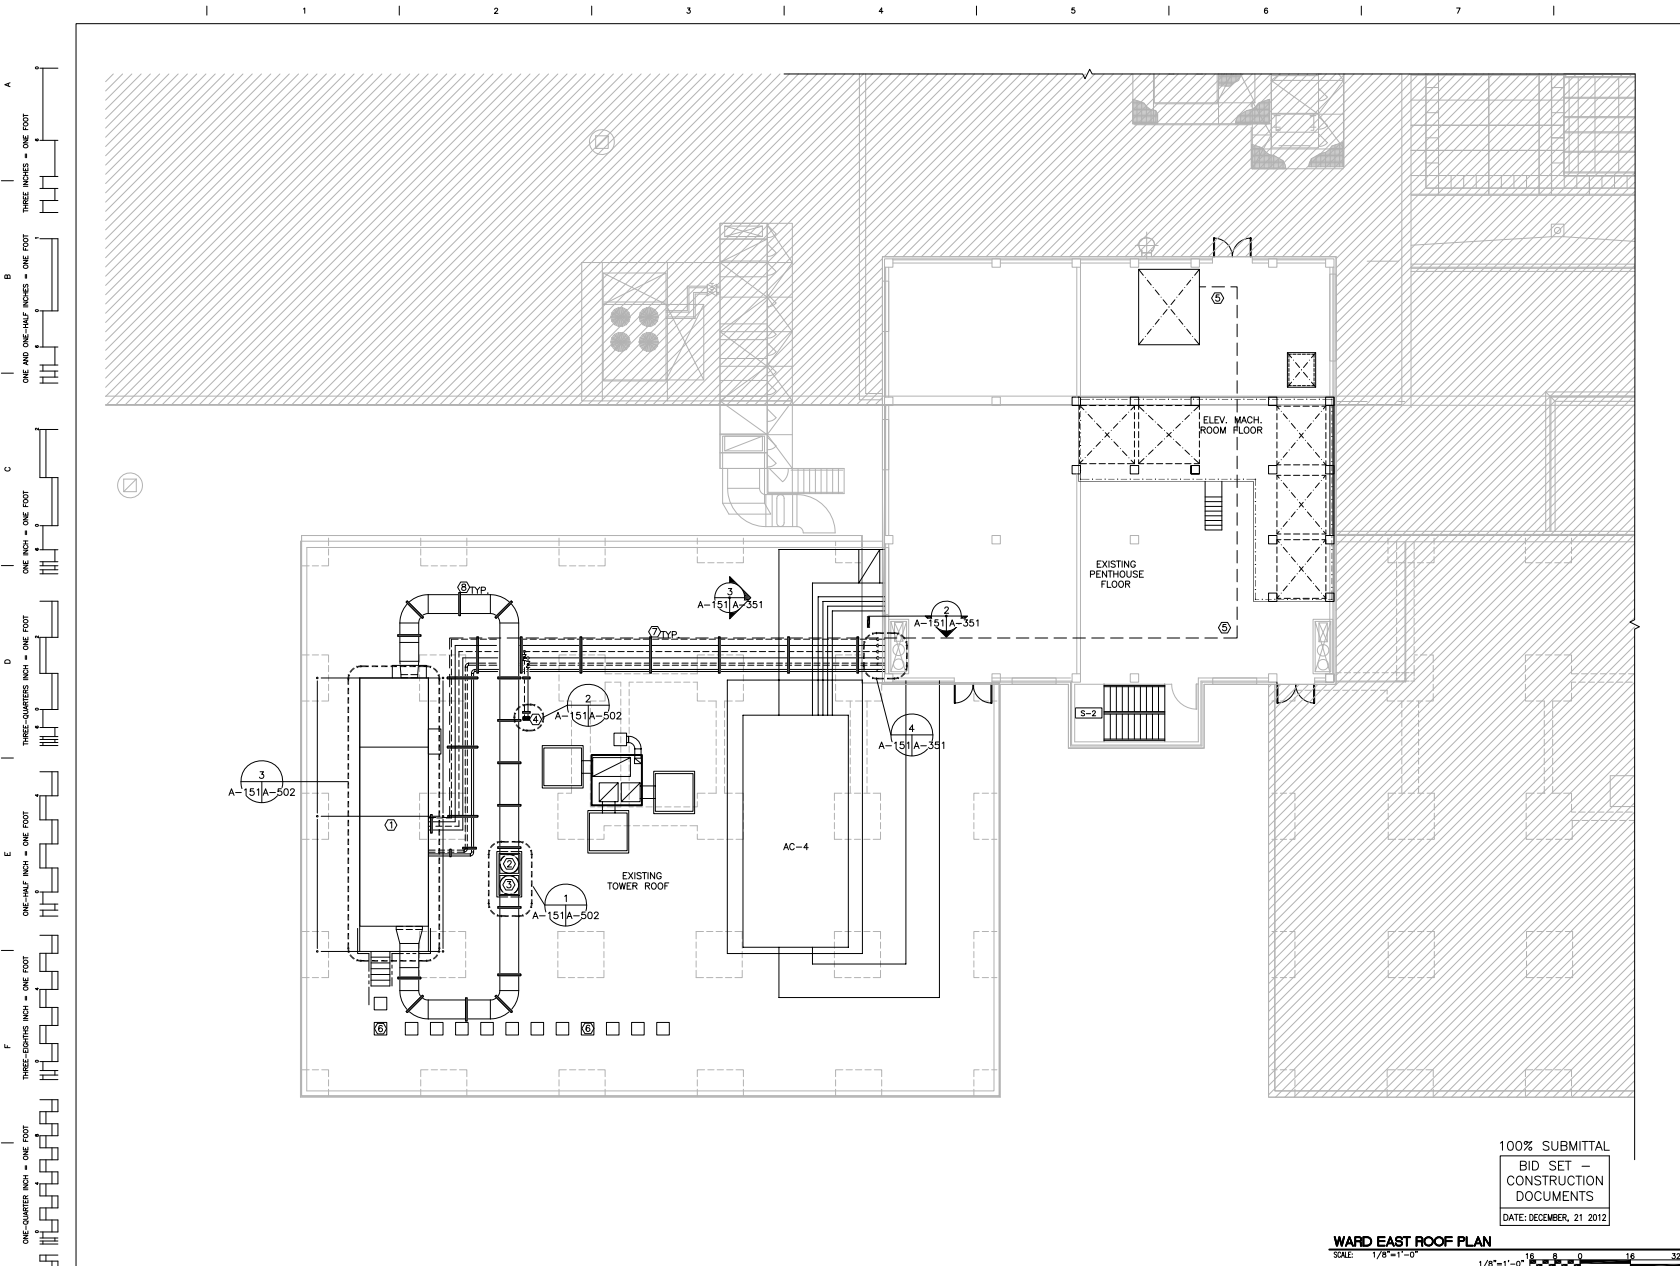 1 2 3 4 5 6 7
A
B
C
D
E
F
THREE INCHES = ONE FOOT
ONE AND ONE-HALF INCHES = ONE FOOT
ONE INCH = ONE FOOT
THREE-QUARTERS INCH = ONE FOOT
ONE-HALF INCH = ONE FOOT
THREE-EIGHTHS INCH = ONE FOOT
ONE-QUARTER INCH = ONE FOOT
5
ELEV. MACH.
ROOM FLOOR
EXISTING
PENTHOUSE
FLOOR
8 TYP.
3
A-151 A-351
2
A-151 A-351
7 TYP.
5
2
A-151 A-502
4
4
A-151 A-351
S-2
3
A-151 A-502
1
AC-4
2
3
EXISTING
TOWER ROOF
1
A-151 A-502
6
6
100% SUBMITTAL
BID SET –
CONSTRUCTION
DOCUMENTS
DATE: DECEMBER, 21 2012
WARD EAST ROOF PLAN
SCALE: 1/8"=1'-0"
1/8"=1'-0" 16 8 0 16 32